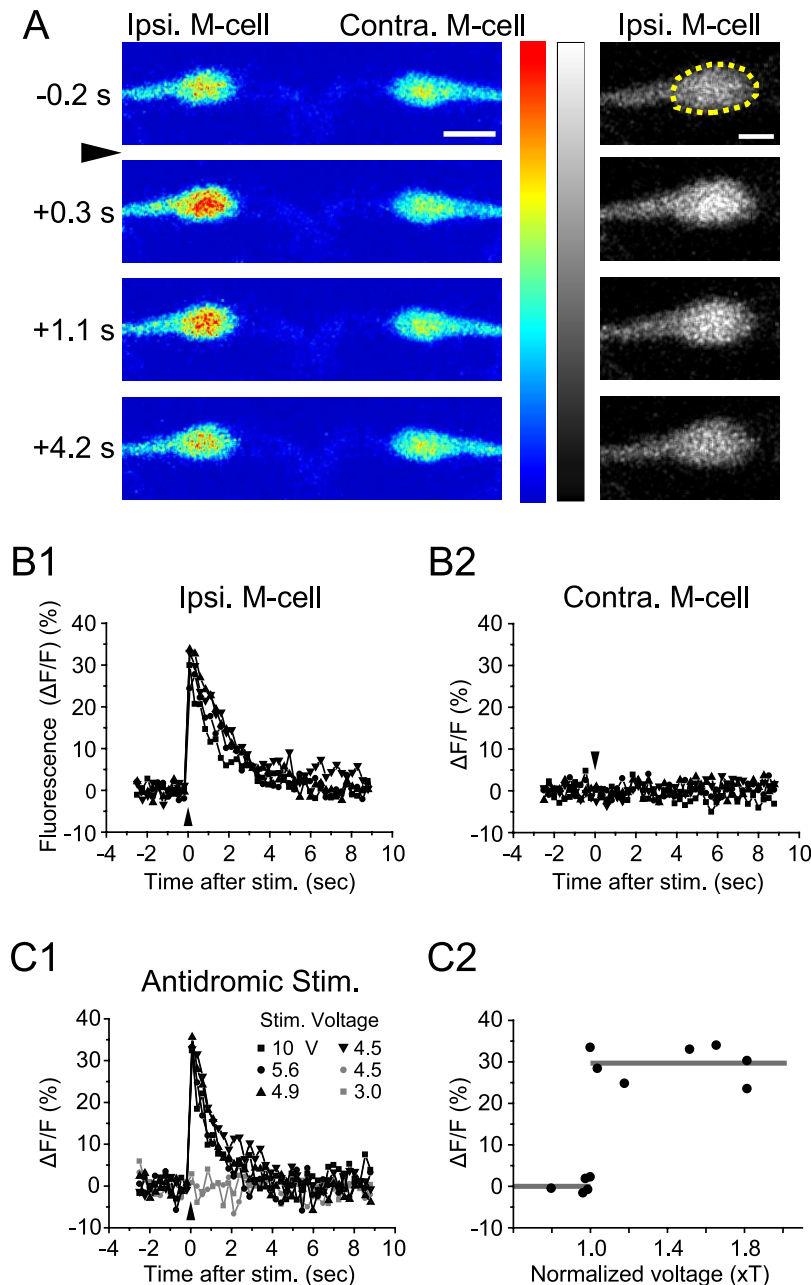 A
Ipsi. M-cell
Contra. M-cell
Ipsi. M-cell
-0.2 s
+0.3 s
+1.1 s
+4.2 s
B1
Ipsi. M-cell
Fluorescence (ΔF/F) (%)
40
30
20
10
0
-10
-4 -2 0 2 4 6 8 10
Time after stim. (sec)
B2
Contra. M-cell
ΔF/F (%)
40
30
20
10
0
-10
-4 -2 0 2 4 6 8 10
Time after stim. (sec)
C1
Antidromic Stim.
Stim. Voltage
10 V 4.5
5.6 4.5
4.9 3.0
ΔF/F (%)
40
30
20
10
0
-10
-4 -2 0 2 4 6 8 10
Time after stim. (sec)
C2
ΔF/F (%)
40
30
20
10
0
-10
1.0 1.4 1.8
Normalized voltage (xT)